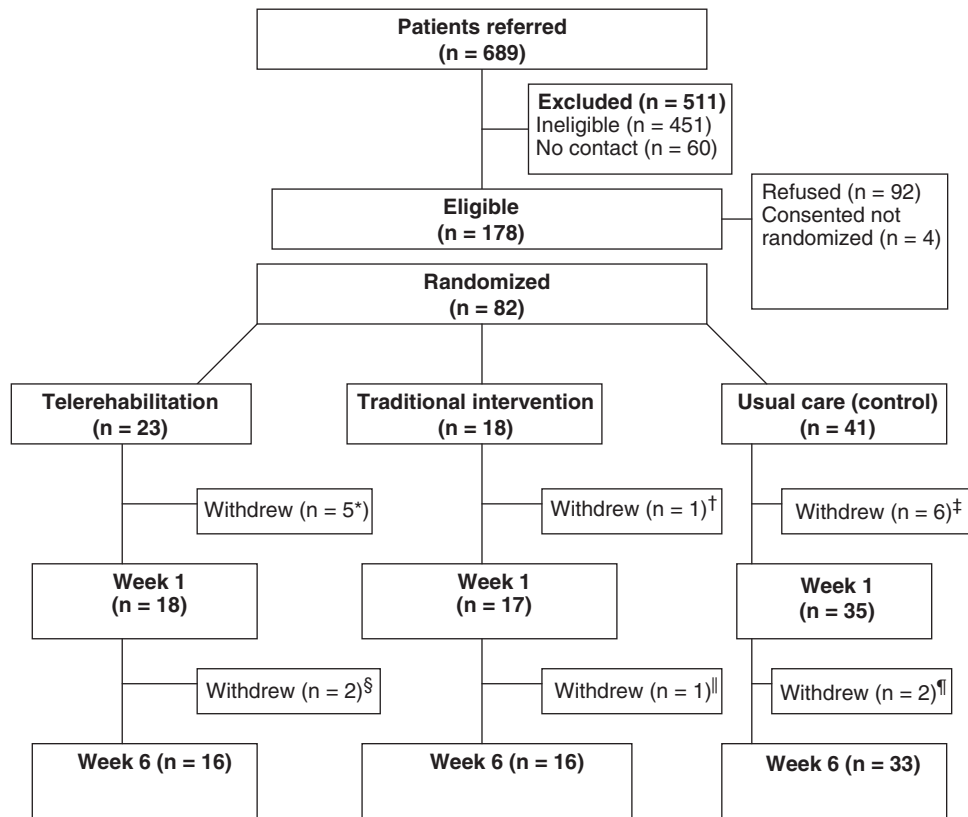 Patients referred
(n = 689)
Excluded (n = 511)
Ineligible (n = 451)
No contact (n = 60)
Eligible
(n = 178)
Refused (n = 92)
Consented not
randomized (n = 4)
Randomized
(n = 82)
Telerehabilitation
(n = 23)
Traditional intervention
(n = 18)
Usual care (control)
(n = 41)
Withdrew (n = 5*)
Withdrew (n = 1)†
Withdrew (n = 6)‡
Week 1
(n = 18)
Week 1
(n = 17)
Week 1
(n = 35)
Withdrew (n = 2)§
Withdrew (n = 1)||
Withdrew (n = 2)¶
Week 6 (n = 16)
Week 6 (n = 16)
Week 6 (n = 33)